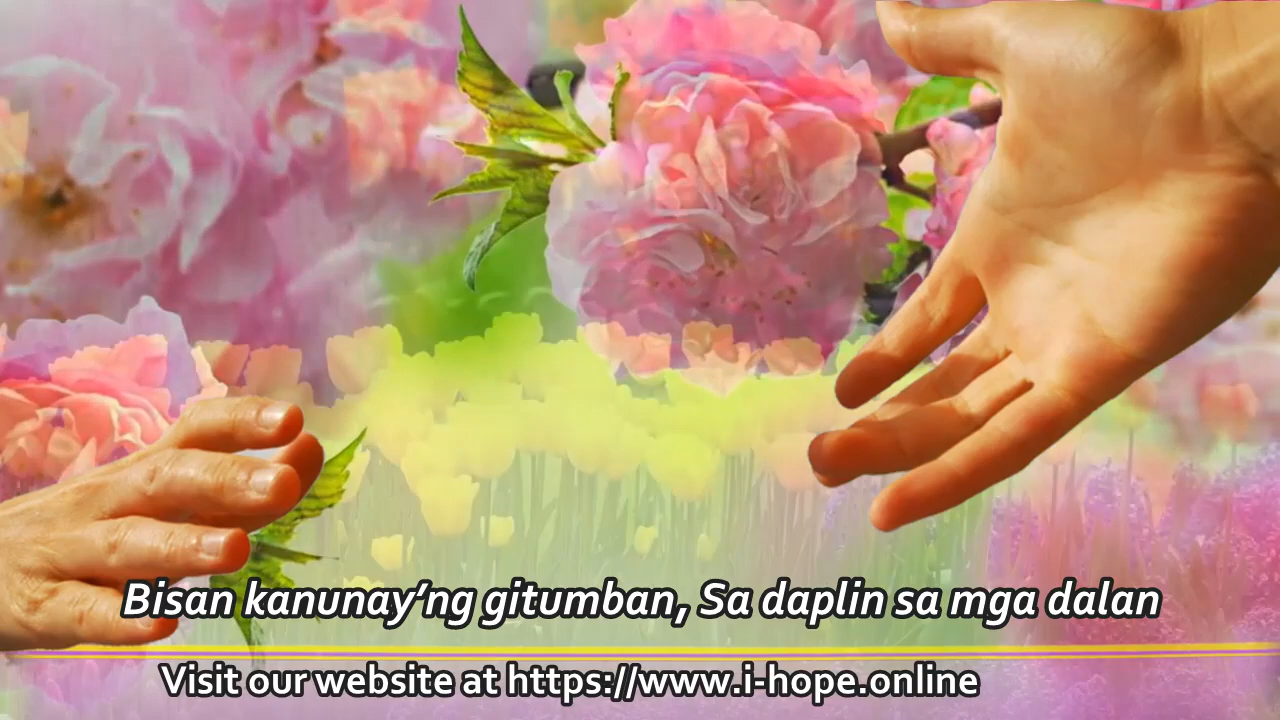 Bisan kanunay’ng gitumban, Sa daplin sa mga dalan
Visit our website at https://www.i-hope.online